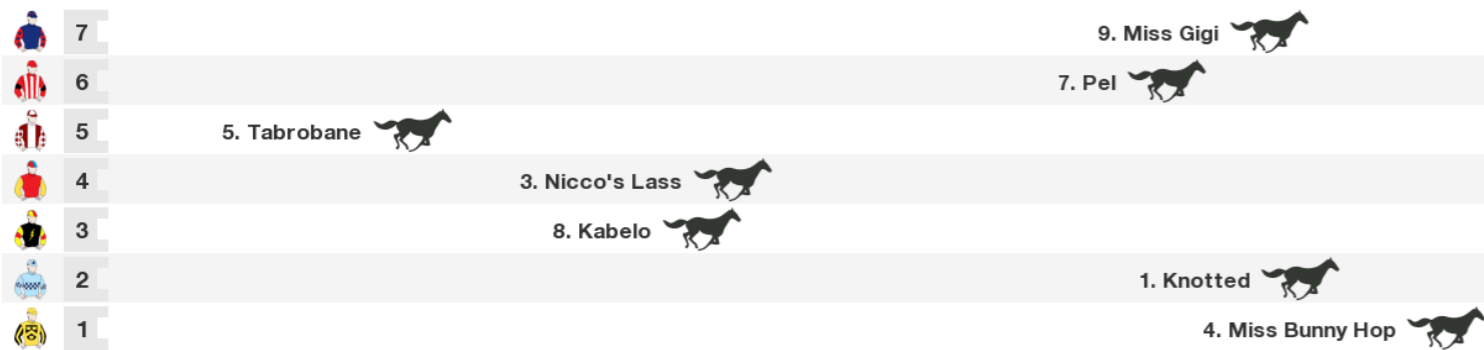 7 9. Miss Gigi
6 7. Pel
5 5. Tabrobane
4 3. Nicco's Lass
3 8. Kabelo
2 1. Knotted
1 4. Miss Bunny Hop